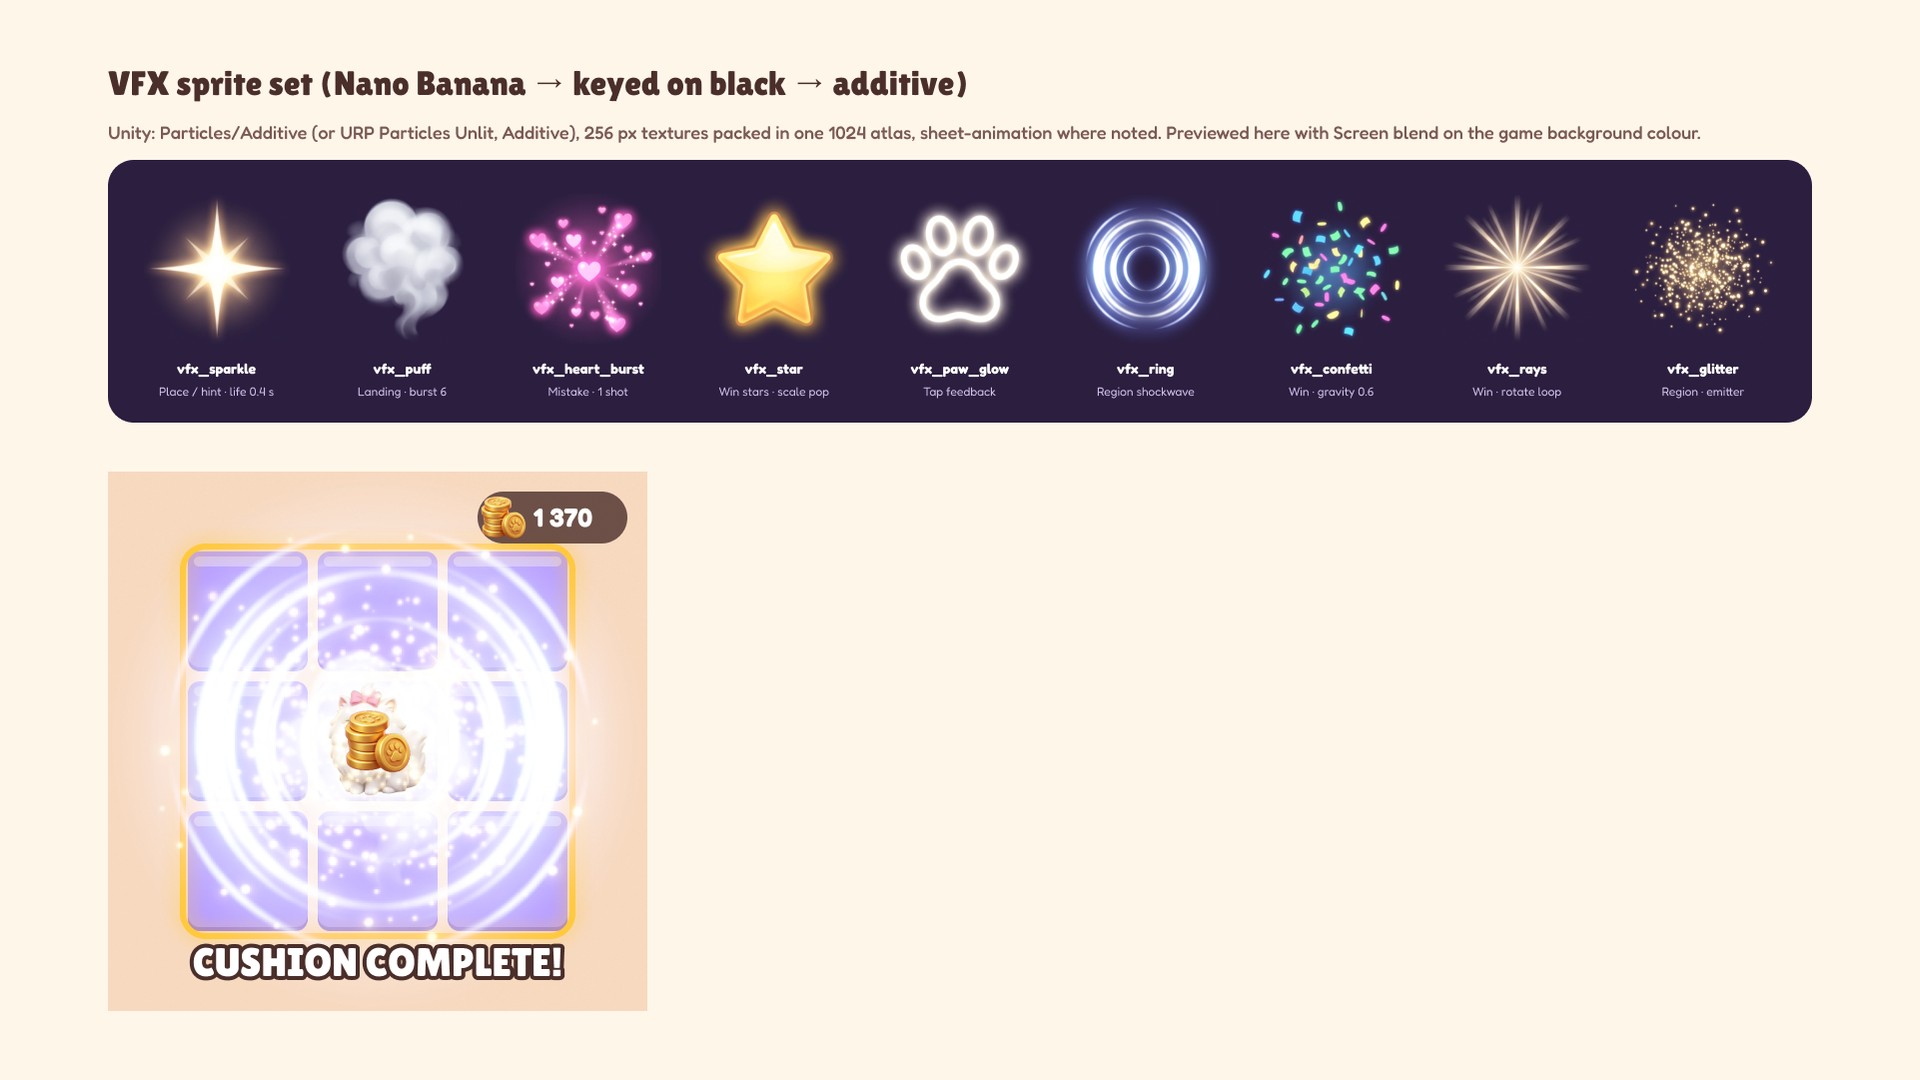 VFX sprite set (Nano Banana → keyed on black → additive)
Unity: Particles/Additive (or URP Particles Unlit, Additive), 256 px textures packed in one 1024 atlas, sheet-animation where noted. Previewed here with Screen blend on the game background colour.
vfx_sparkle
Place / hint · life 0.4 s
vfx_puff
Landing · burst 6
vfx_heart_burst
Mistake · 1 shot
vfx_star
Win stars · scale pop
vfx_paw_glow
Tap feedback
vfx_ring
Region shockwave
vfx_confetti
Win · gravity 0.6
vfx_rays
Win · rotate loop
vfx_glitter
Region · emitter
1 370
CUSHION COMPLETE!